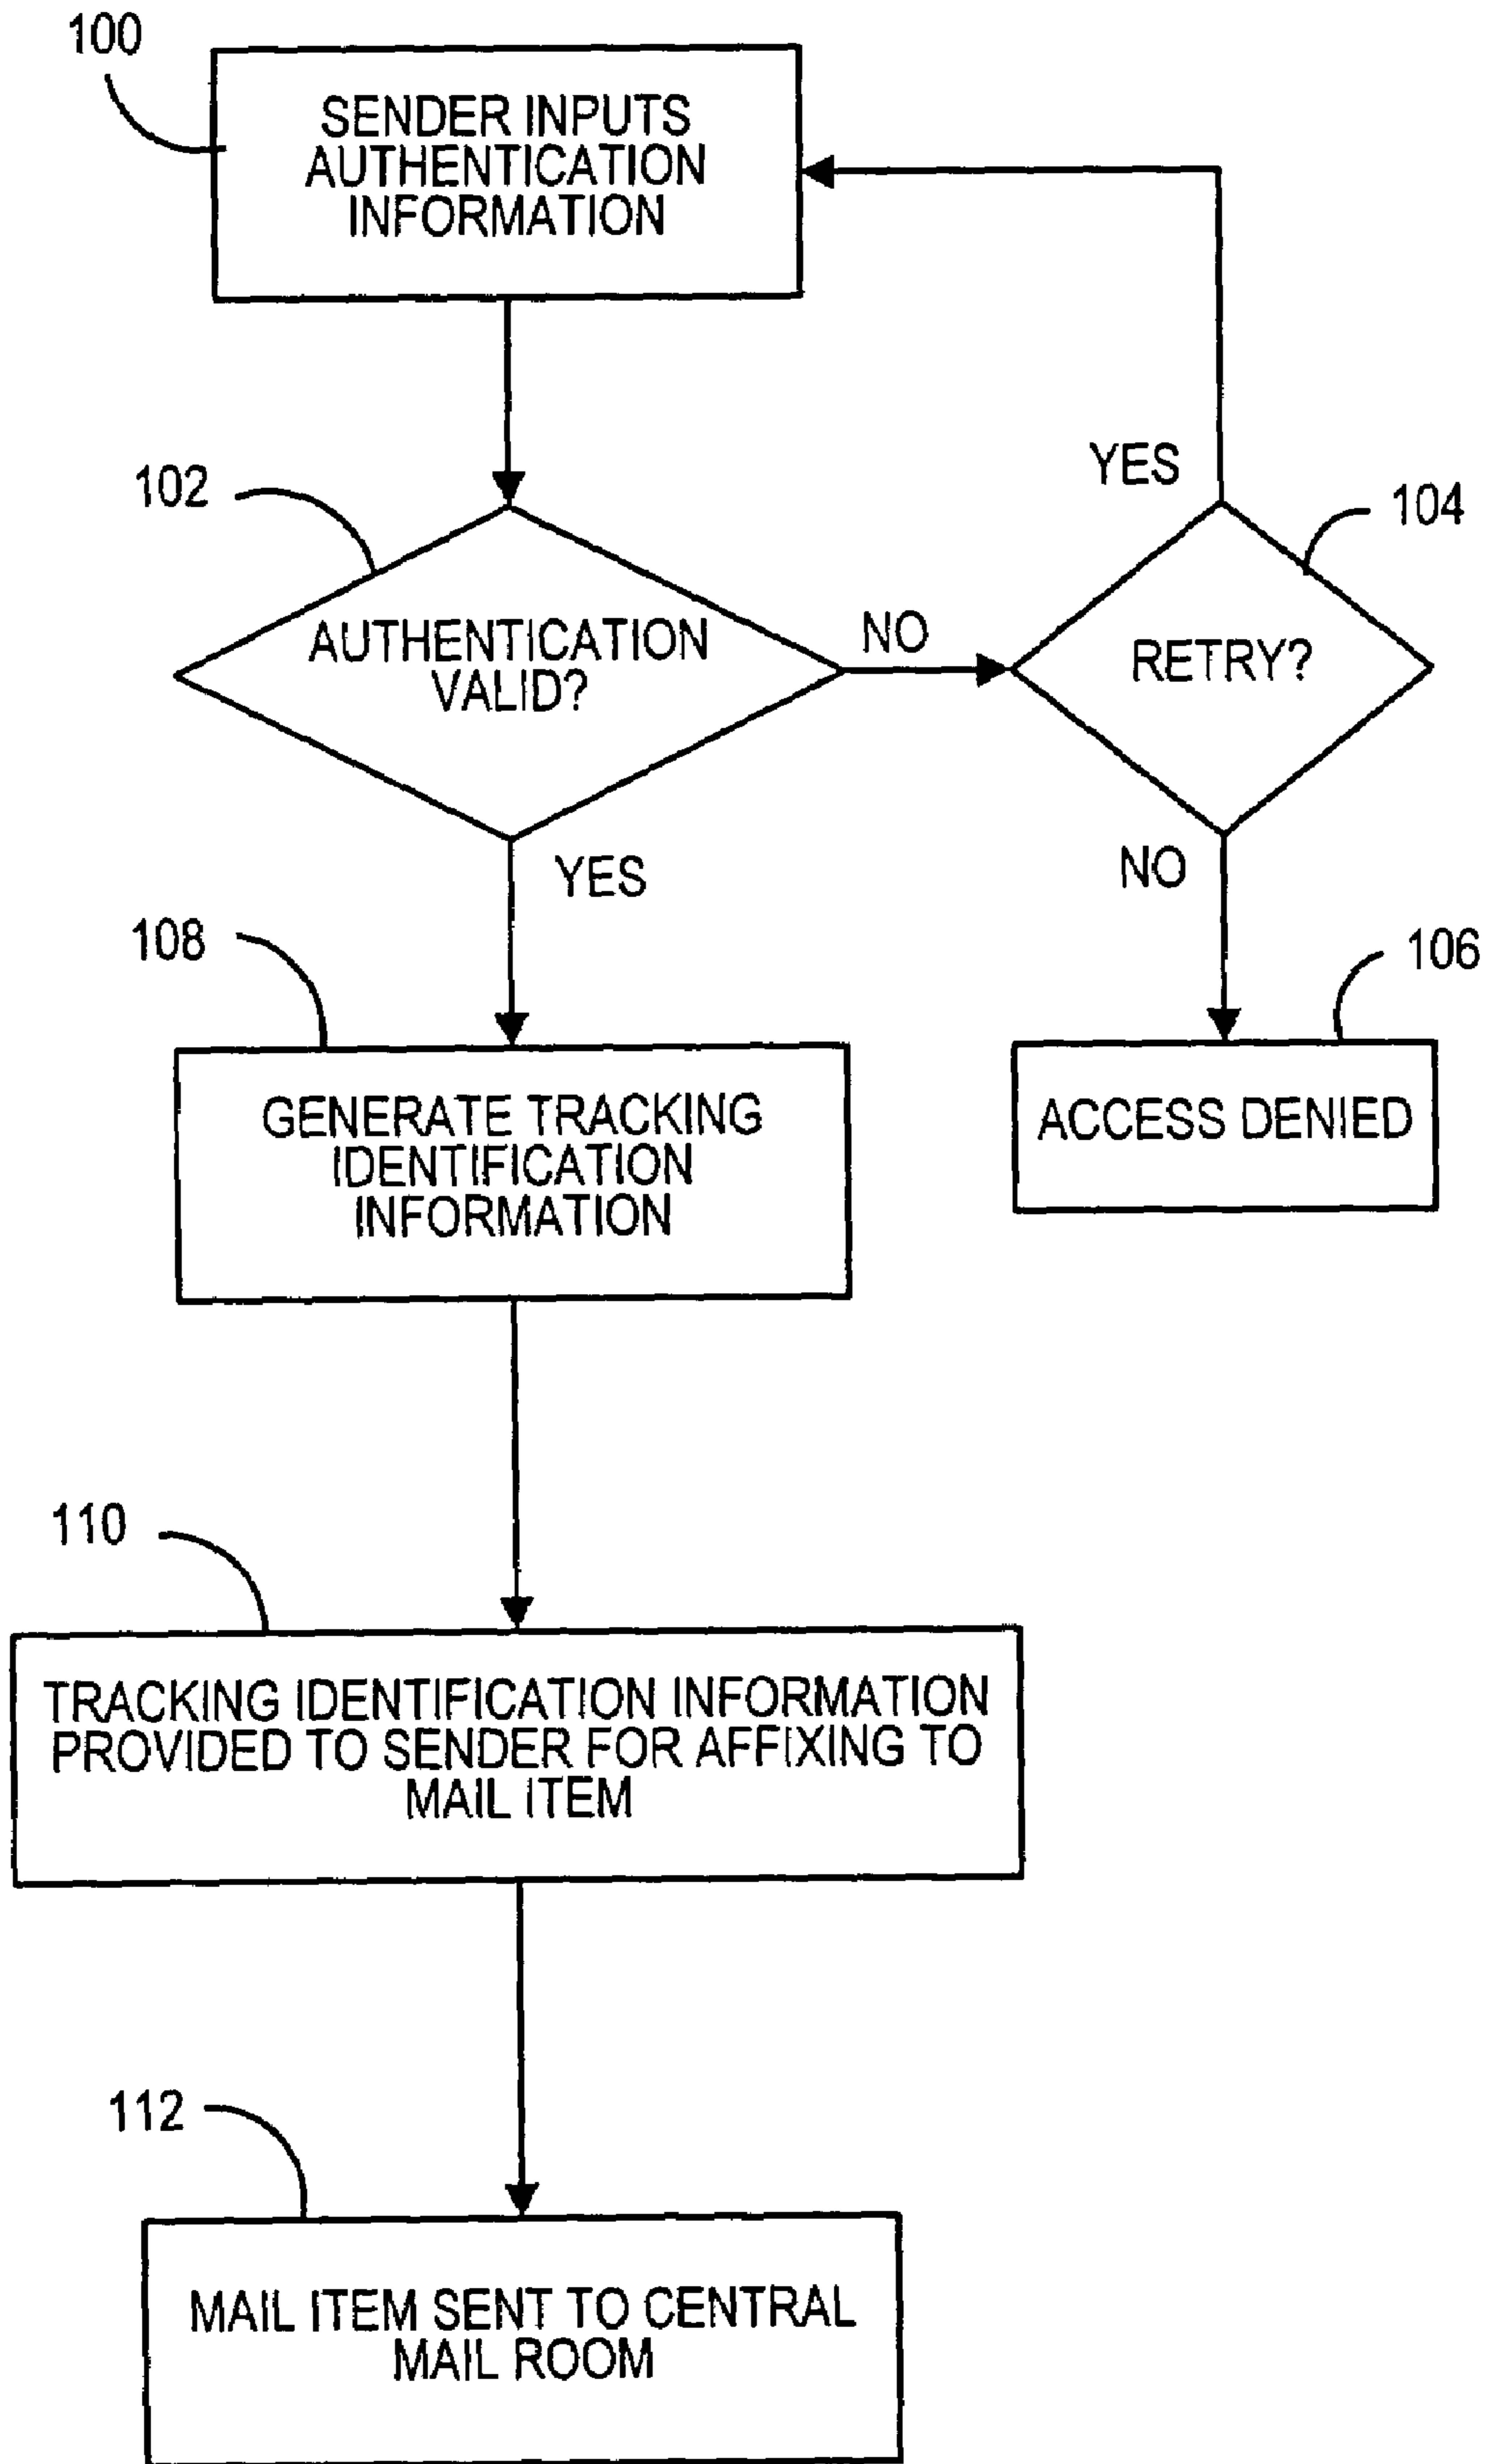 100
SENDER INPUTS
AUTHENTICATION
INFORMATION
102
AUTHENTICATION
VALID?
NO
YES
104
RETRY?
YES
NO
106
ACCESS DENIED
108
GENERATE TRACKING
IDENTIFICATION
INFORMATION
110
TRACKING IDENTIFICATION INFORMATION
PROVIDED TO SENDER FOR AFFIXING TO
MAIL ITEM
112
MAIL ITEM SENT TO CENTRAL
MAIL ROOM